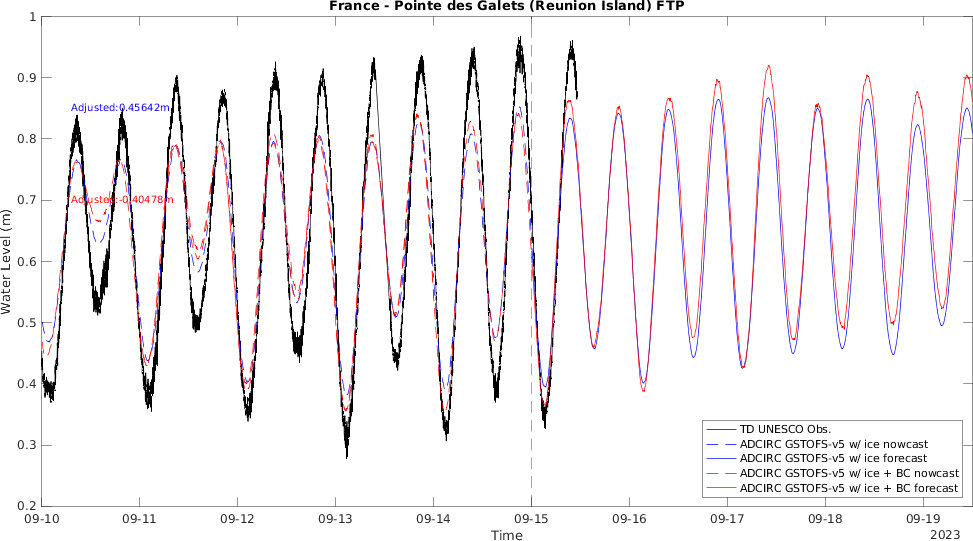 France - Pointe des Galets (Reunion Island) FTP
1
0.9
0.8
0.7
0.6
0.5
0.4
0.3
0.2
Water Level (m)
Adjusted:0.45642m
Adjusted:-0.40478m
TD UNESCO Obs.
ADCIRC GSTOFS-v5 w/ ice nowcast
ADCIRC GSTOFS-v5 w/ ice forecast
ADCIRC GSTOFS-v5 w/ ice + BC nowcast
ADCIRC GSTOFS-v5 w/ ice + BC forecast
09-10 09-11 09-12 09-13 09-14 09-15 09-16 09-17 09-18 09-19
Time
2023